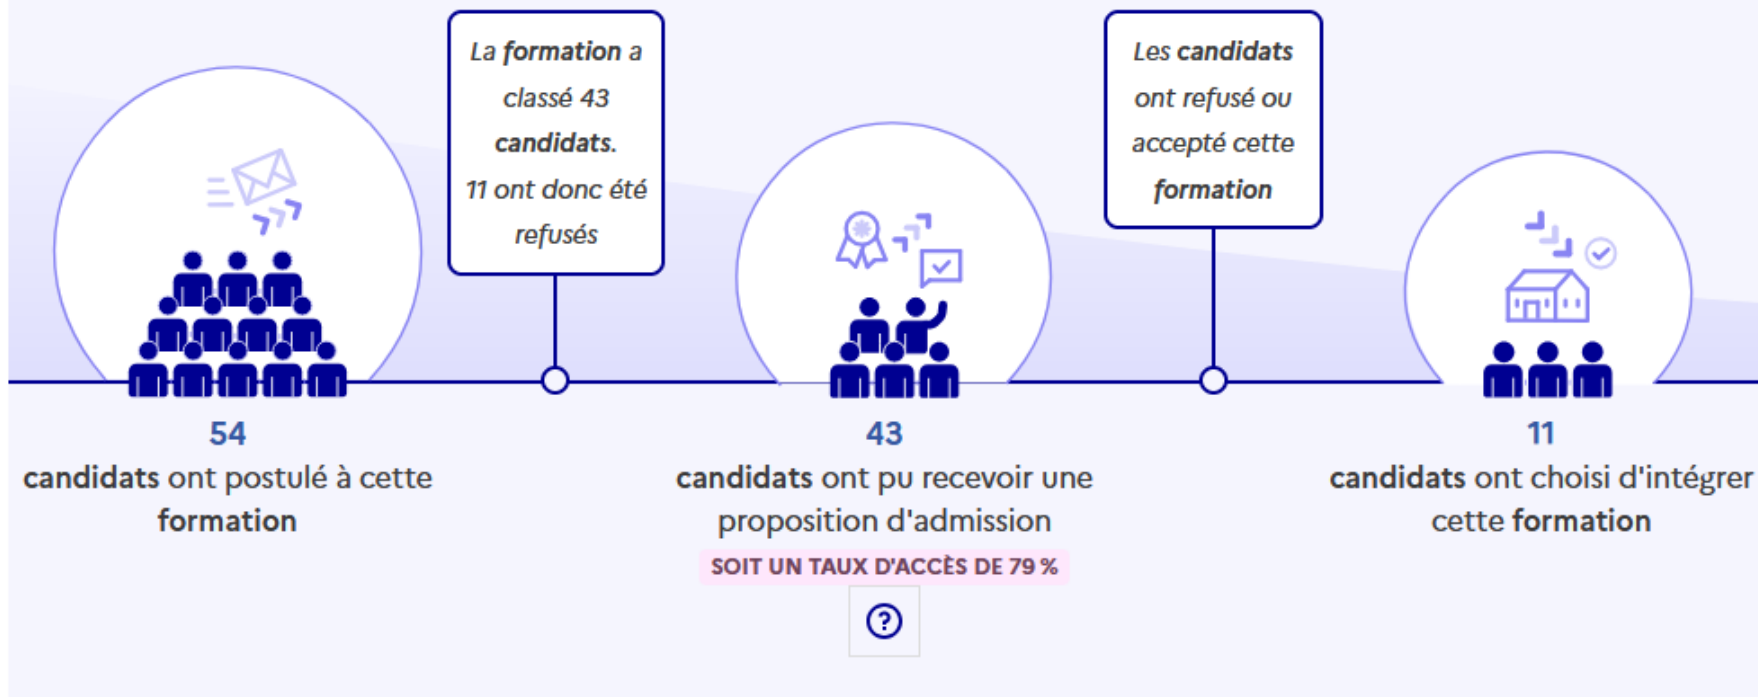 La formation a
classé 43
candidats.
11 ont donc été
refusés
Les candidats
ont refusé ou
accepté cette
formation
54
candidats ont postulé à cette
formation
43
candidats ont pu recevoir une
proposition d'admission
SOIT UN TAUX D'ACCÈS DE 79 %
?
11
candidats ont choisi d'intégrer
cette formation